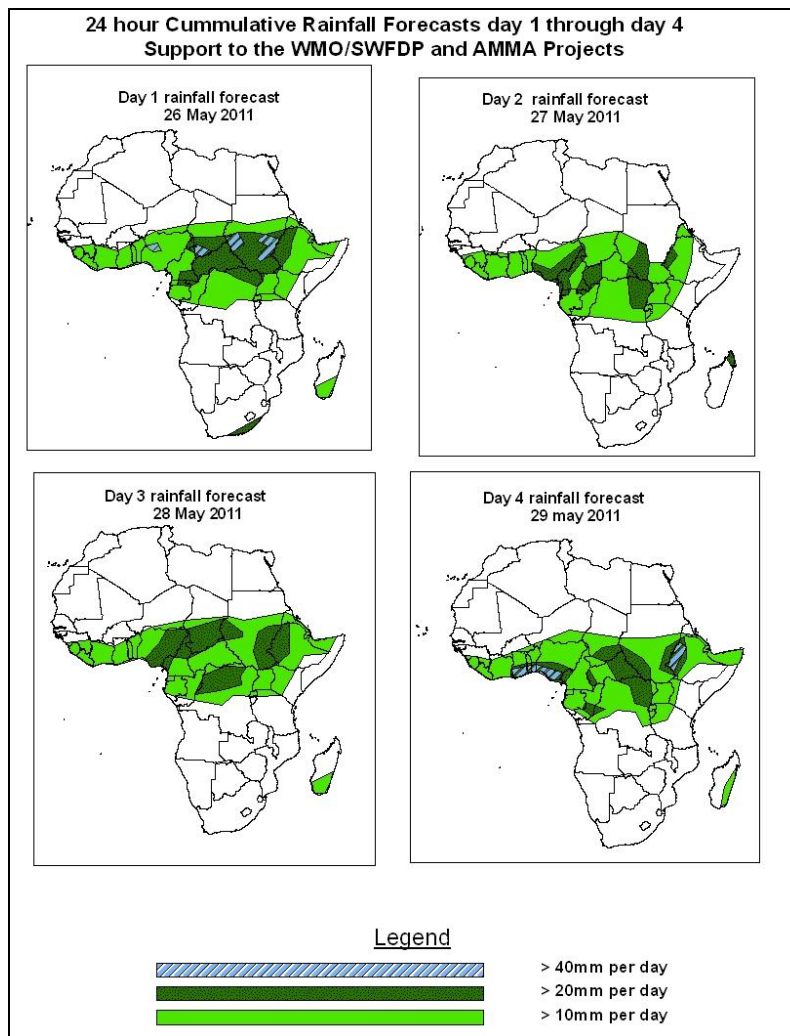 24 hour Cummulative Rainfall Forecasts day 1 through day 4
Support to the WMO/SWFDP and AMMA Projects
Day 1 rainfall forecast
26 May 2011
Day 2 rainfall forecast
27 May 2011
Day 3 rainfall forecast
28 May 2011
Day 4 rainfall forecast
29 may 2011
Legend
> 40mm per day
> 20mm per day
> 10mm per day